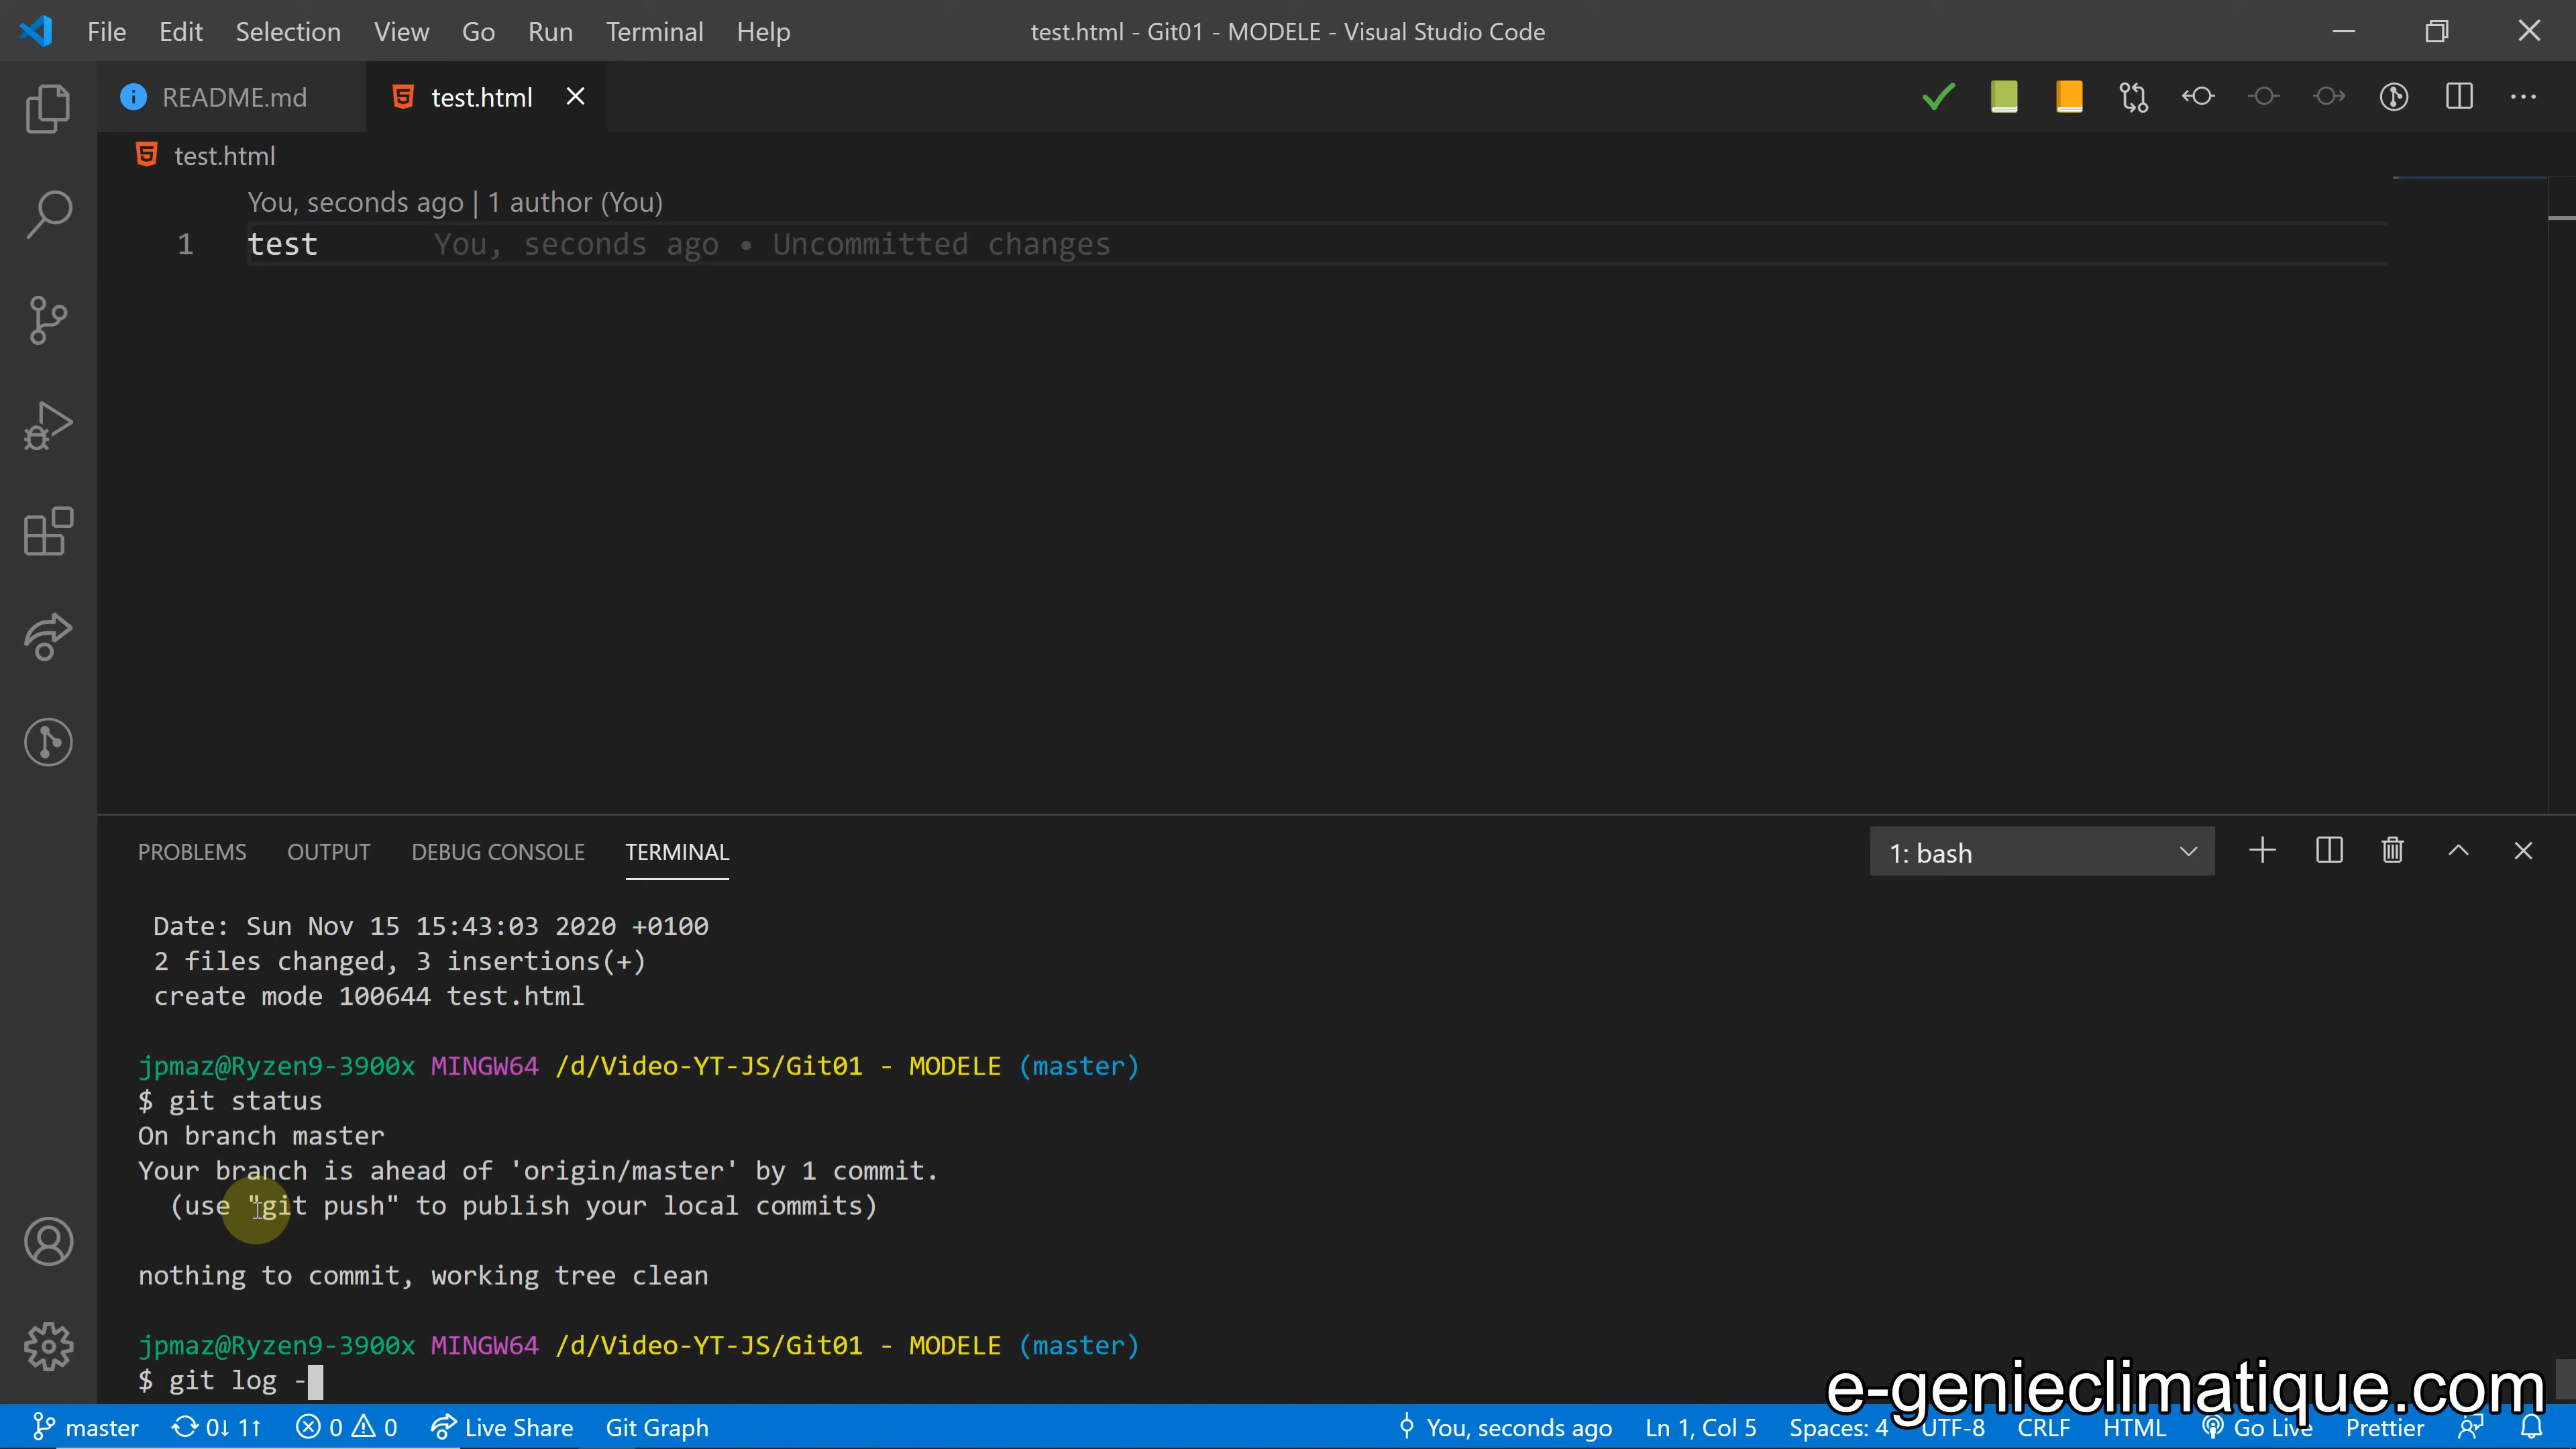 File Edit Selection View Go Run Terminal Help test.html - Git01 - MODELE - Visual Studio Code
README.md test.html
test.html
You, seconds ago | 1 author (You)
1 test You, seconds ago • Uncommitted changes
PROBLEMS OUTPUT DEBUG CONSOLE TERMINAL 1: bash
Date: Sun Nov 15 15:43:03 2020 +0100
2 files changed, 3 insertions(+)
create mode 100644 test.html
jpmaz@Ryzen9-3900x MINGW64 /d/Video-YT-JS/Git01 - MODELE (master)
$ git status
On branch master
Your branch is ahead of 'origin/master' by 1 commit.
(use "git push" to publish your local commits)
nothing to commit, working tree clean
jpmaz@Ryzen9-3900x MINGW64 /d/Video-YT-JS/Git01 - MODELE (master)
$ git log -
e-genieclimatique.com
master 0↓ 1↑ 0 0 Live Share Git Graph You, seconds ago Ln 1, Col 5 Spaces: 4 UTF-8 CRLF HTML Go Live Prettier